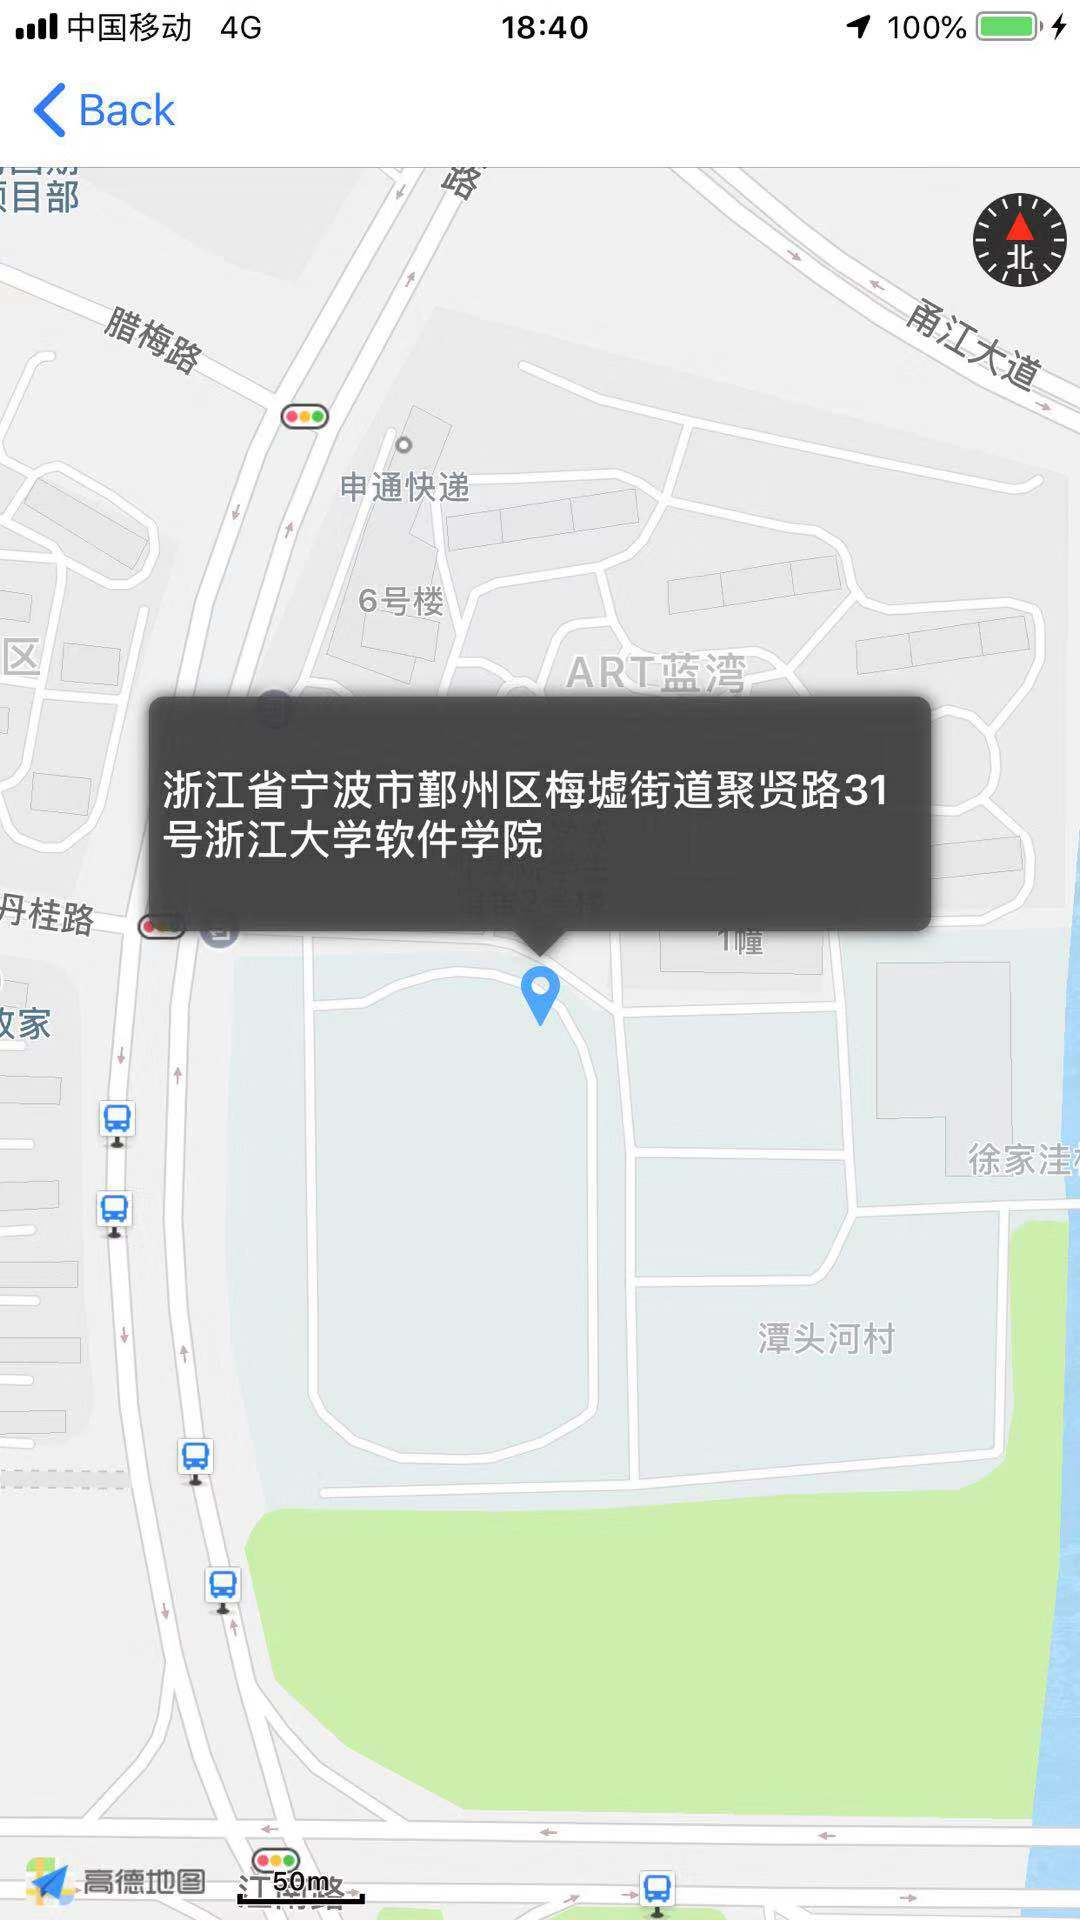 中国移动 4G 18:40 100%
Back
项目部
路
北
腊梅路
甬江大道
申通快递
6号楼
区
ART蓝湾
浙江省宁波市鄞州区梅墟街道聚贤路31
号浙江大学软件学院
丹桂路
1幢
徐家洼
潭头河村
高德地图
50m
江南路